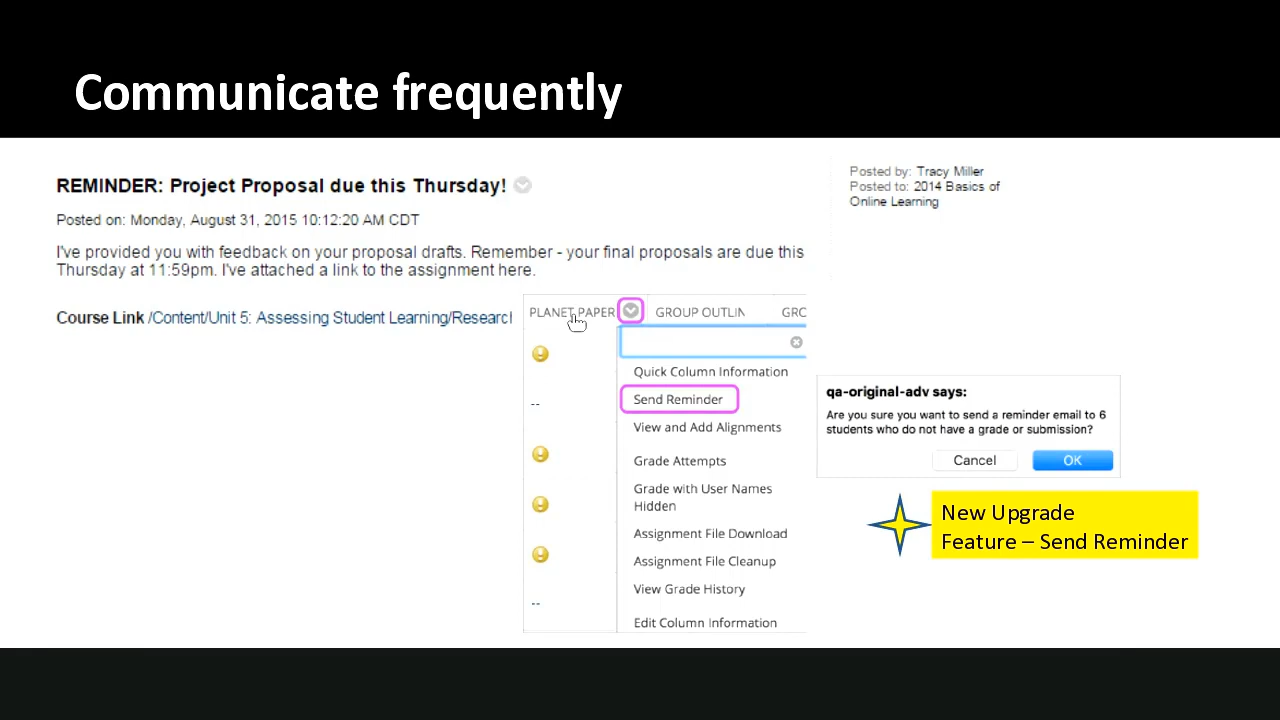 Communicate frequently
REMINDER: Project Proposal due this Thursday!
Posted on: Monday, August 31, 2015 10:12:20 AM CDT
I've provided you with feedback on your proposal drafts. Remember - your final proposals are due this
Thursday at 11:59pm. I've attached a link to the assignment here.
Course Link /Content/Unit 5: Assessing Student Learning/Research
Posted by: Tracy Miller
Posted to: 2014 Basics of
Online Learning
PLANET PAPER GROUP OUTLIN GRO
Quick Column Information
Send Reminder
--
View and Add Alignments
Grade Attempts
Grade with User Names
Hidden
Assignment File Download
Assignment File Cleanup
View Grade History
--
Edit Column Information
qa-original-adv says:
Are you sure you want to send a reminder email to 6
students who do not have a grade or submission?
Cancel OK
New Upgrade
Feature – Send Reminder